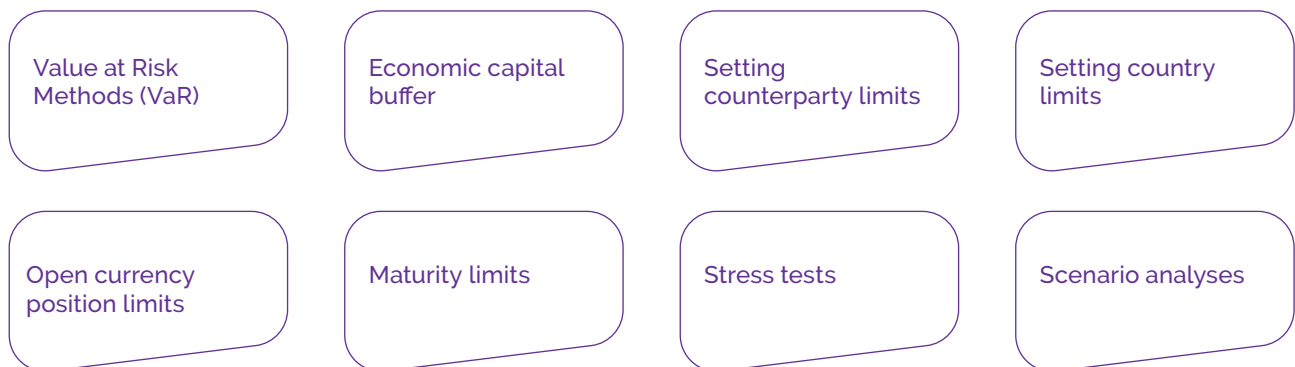 Value at Risk
Methods (VaR)
Economic capital
buffer
Setting
counterparty limits
Setting country
limits
Open currency
position limits
Maturity limits
Stress tests
Scenario analyses